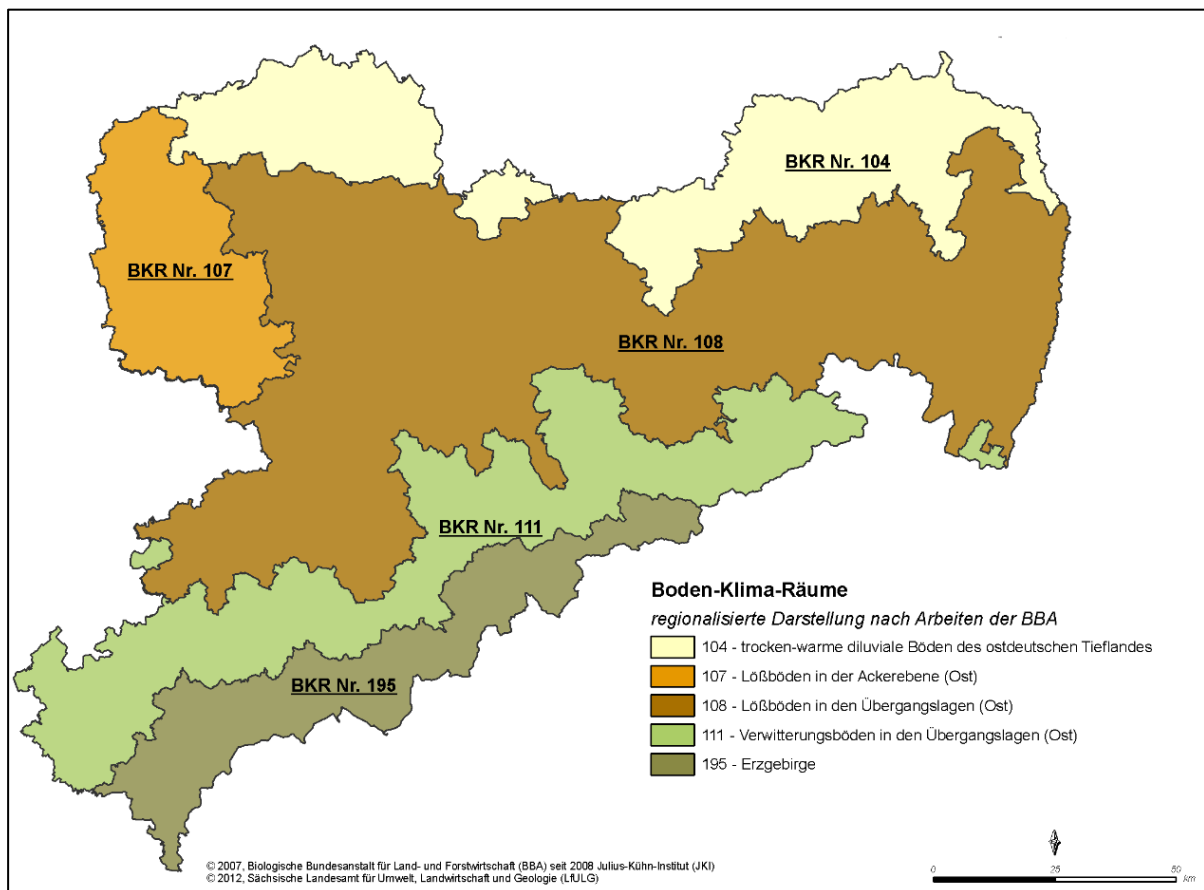 BKR Nr. 104
BKR Nr. 107
BKR Nr. 108
BKR Nr. 111
BKR Nr. 195
Boden-Klima-Räume
regionalisierte Darstellung nach Arbeiten der BBA
104 - trocken-warme diluviale Böden des ostdeutschen Tieflandes
107 - Lößböden in der Ackerebene (Ost)
108 - Lößböden in den Übergangslagen (Ost)
111 - Verwitterungsböden in den Übergangslagen (Ost)
195 - Erzgebirge
© 2007, Biologische Bundesanstalt für Land- und Forstwirtschaft (BBA) seit 2008 Julius-Kühn-Institut (JKI)
© 2012, Sächsische Landesamt für Umwelt, Landwirtschaft und Geologie (LfULG)
0 25 50
km